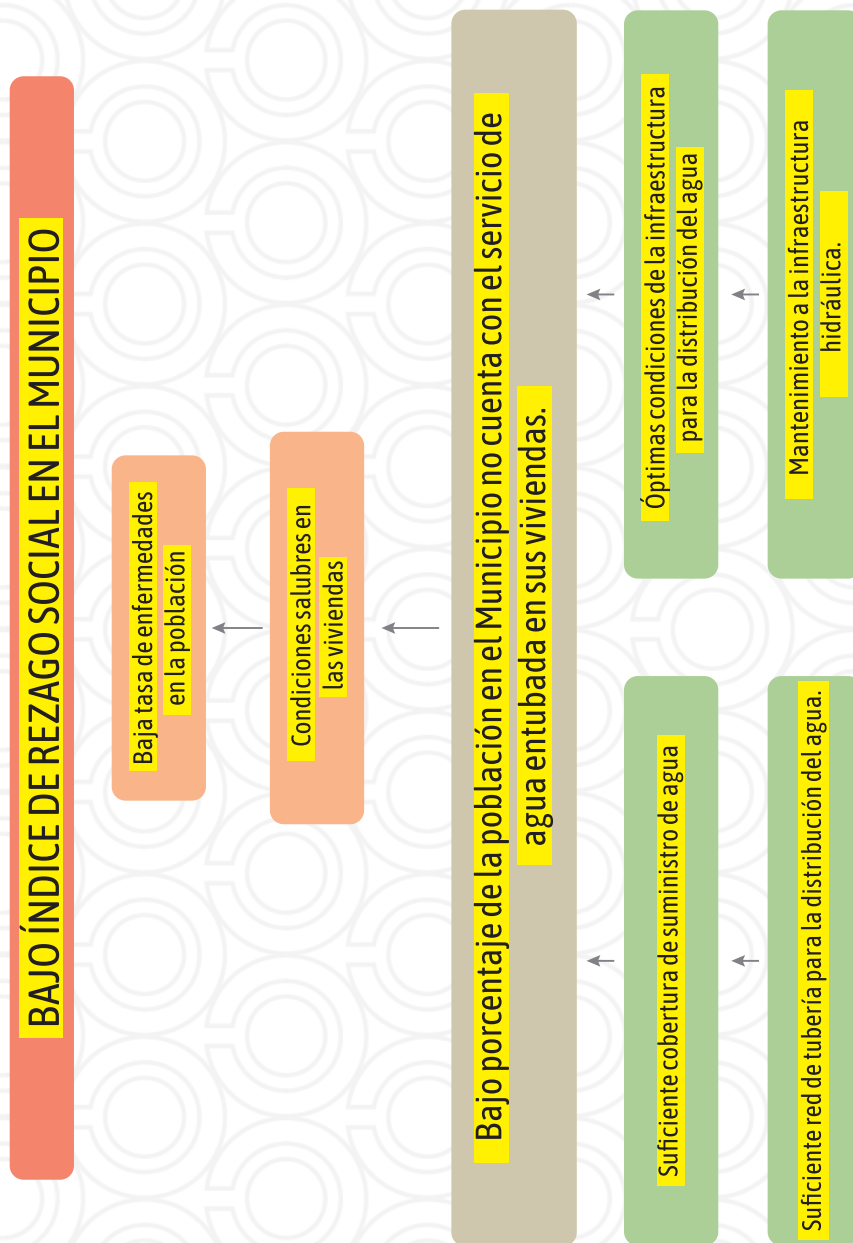 BAJO ÍNDICE DE REZAGO SOCIAL EN EL MUNICIPIO
Baja tasa de enfermedades
en la población
Condiciones salubres en
las viviendas
Bajo porcentaje de la población en el Municipio no cuenta con el servicio de
agua entubada en sus viviendas.
Suficiente cobertura de suministro de agua
Óptimas condiciones de la infraestructura
para la distribución del agua
Suficiente red de tubería para la distribución del agua.
Mantenimiento a la infraestructura
hidráulica.